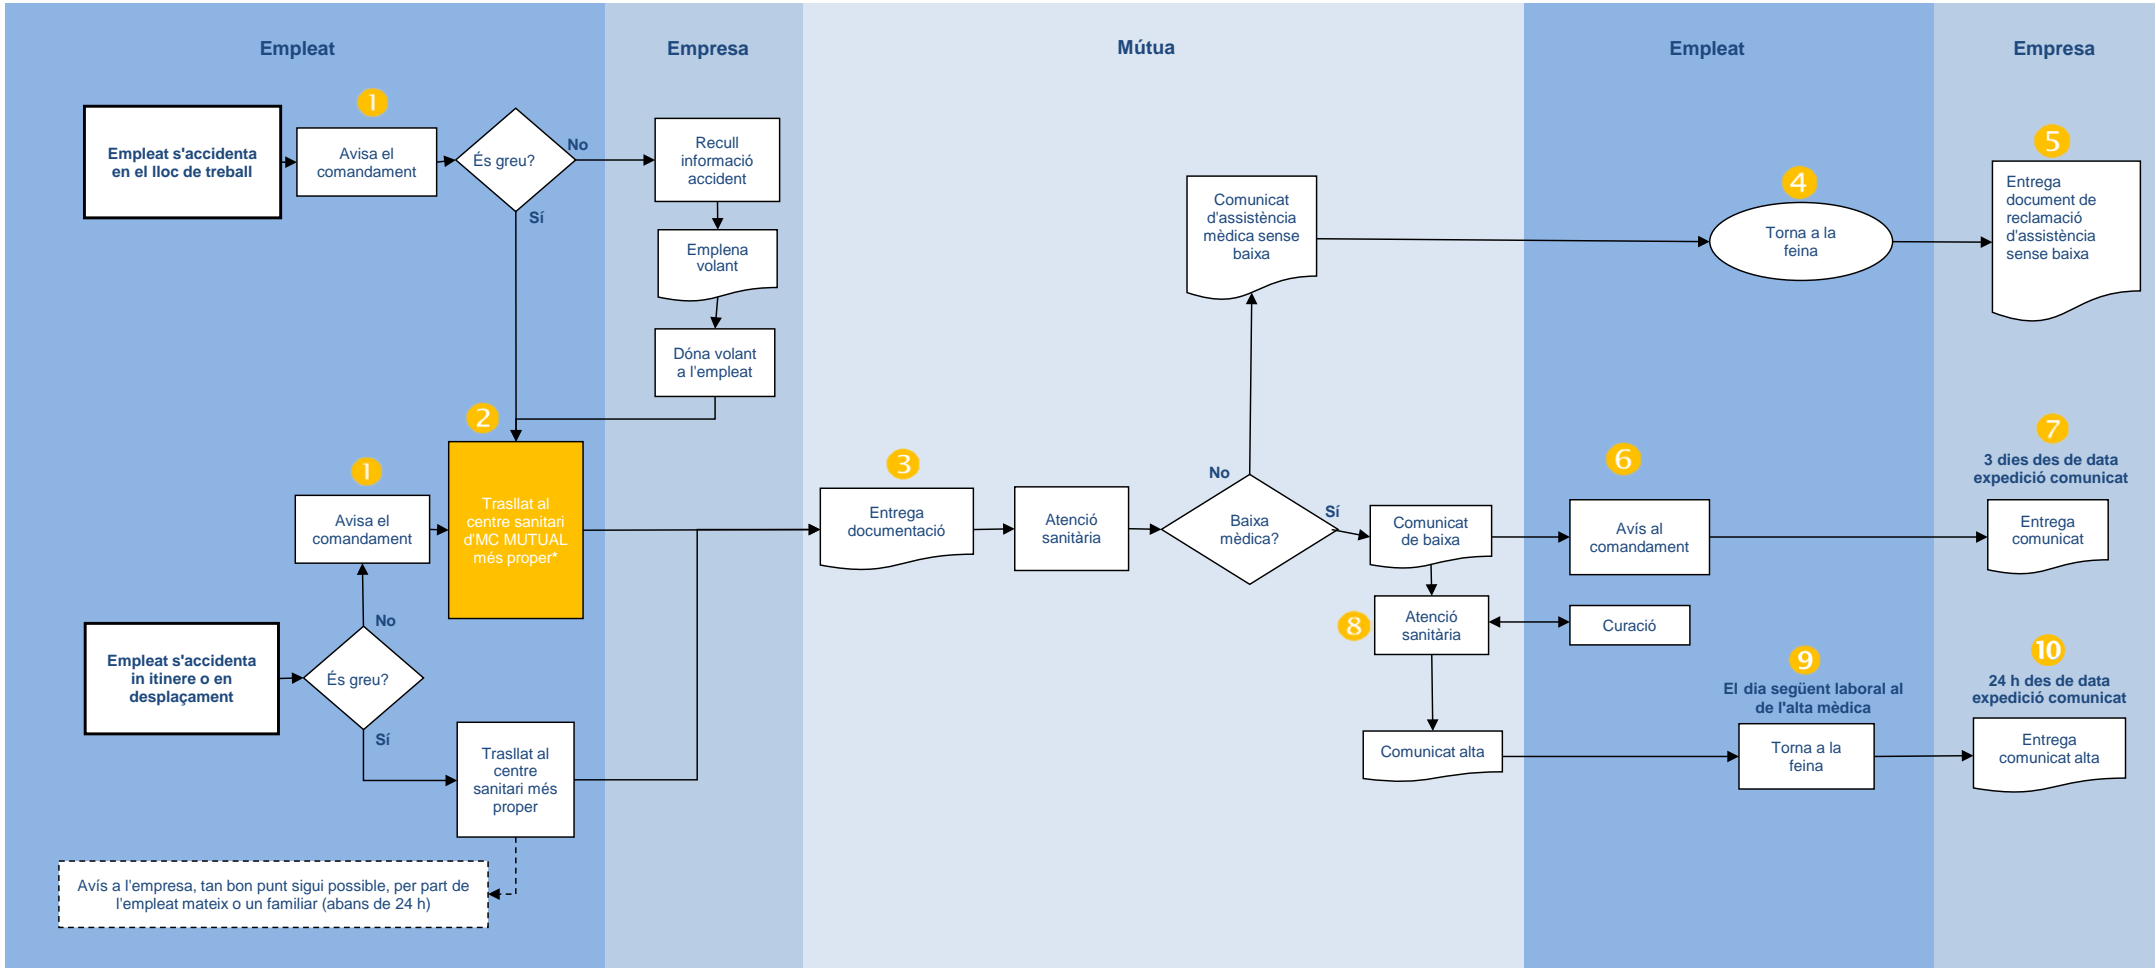 Empleat
Empresa
Mútua
Empleat
Empresa
1
Empleat s'accidenta
en el lloc de treball
Avisa el
comandament
És greu?
No
Sí
Recull
informació
accident
Emplena
volant
Dóna volant
a l'empleat
2
Trasllat al
centre sanitari
d'MC MUTUAL
més proper*
1
Avisa el
comandament
No
Empleat s'accidenta
in itinere o en
desplaçament
És greu?
Sí
Trasllat al
centre
sanitari més
proper
Avís a l'empresa, tan bon punt sigui possible, per part de
l'empleat mateix o un familiar (abans de 24 h)
3
Entrega
documentació
Atenció
sanitària
Baixa
mèdica?
No
Sí
Comunicat
d'assistència
mèdica sense
baixa
4
Torna a la
feina
5
Entrega
document de
reclamació
d'assistència
sense baixa
Comunicat
de baixa
6
Avís al
comandament
7
3 dies des de data
expedició comunicat
Entrega
comunicat
8
Atenció
sanitària
Curació
Comunicat alta
9
El dia següent laboral al
de l'alta mèdica
Torna a la
feina
10
24 h des de data
expedició comunicat
Entrega
comunicat alta